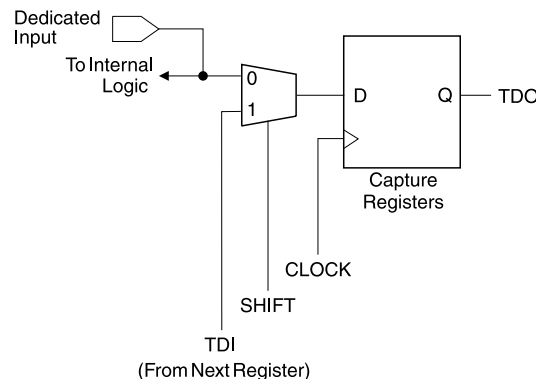 Dedicated
Input
To Internal
Logic
0
1
D
Q
TDO
Capture
Registers
CLOCK
SHIFT
TDI
(From Next Register)